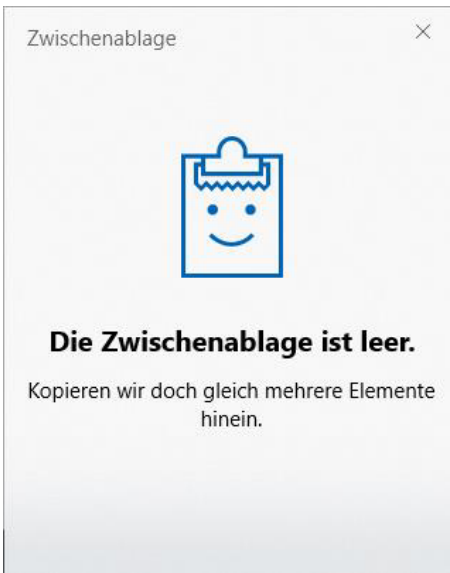 Zwischenablage
Die Zwischenablage ist leer.
Kopieren wir doch gleich mehrere Elemente
hinein.